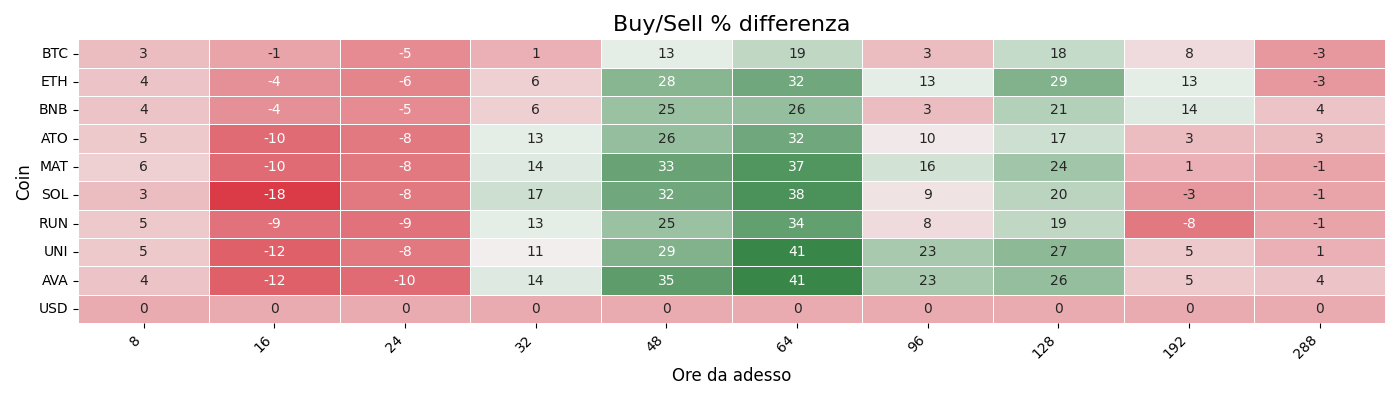 Buy/Sell % differenza
Coin
BTC 3 -1 -5 1 13 19 3 18 8 -3
ETH 4 -4 -6 6 28 32 13 29 13 -3
BNB 4 -4 -5 6 25 26 3 21 14 4
ATO 5 -10 -8 13 26 32 10 17 3 3
MAT 6 -10 -8 14 33 37 16 24 1 -1
SOL 3 -18 -8 17 32 38 9 20 -3 -1
RUN 5 -9 -9 13 25 34 8 19 -8 -1
UNI 5 -12 -8 11 29 41 23 27 5 1
AVA 4 -12 -10 14 35 41 23 26 5 4
USD 0 0 0 0 0 0 0 0 0 0
8 16 24 32 48 64 96 128 192 288
Ore da adesso